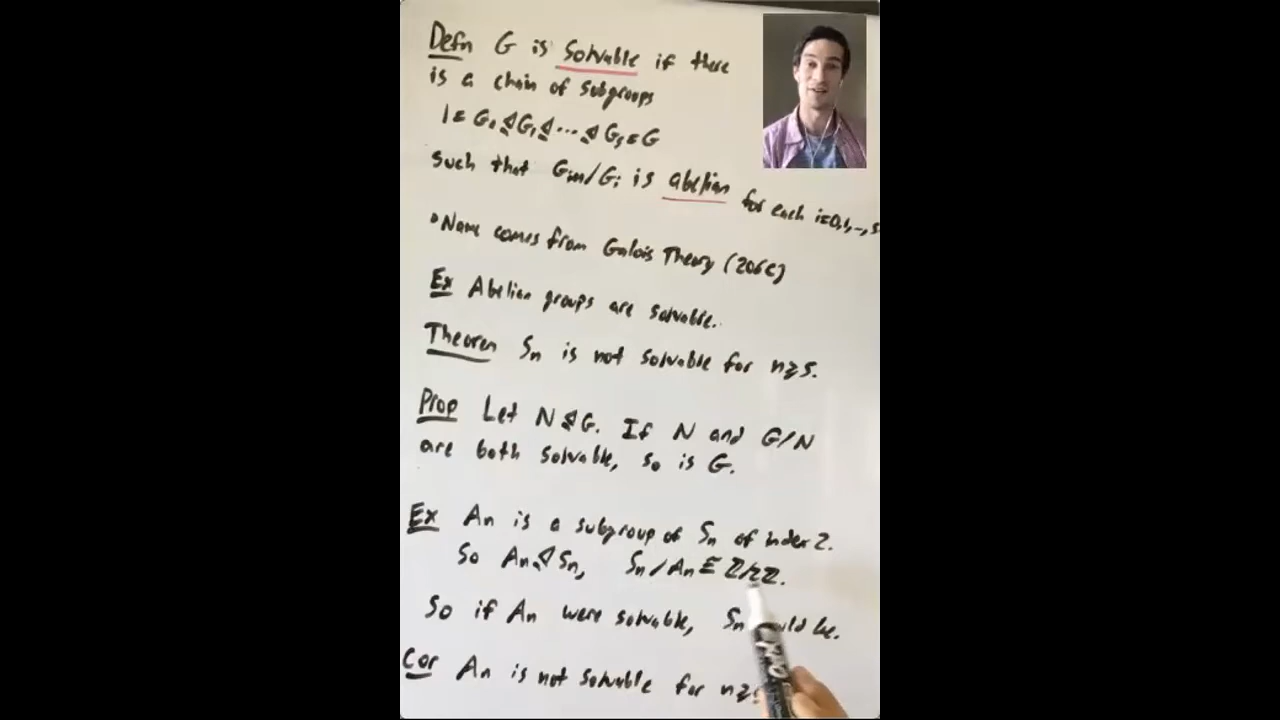 Defn G is solvable if there
is a chain of subgroups
1 = G₀ ⊴ G₁ ⊴ ... ⊴ Gₛ = G
such that Gᵢ₊₁/Gᵢ is abelian for each i=0,1,...,s
• Name comes from Galois Theory (206C)
Ex Abelian groups are solvable.
Theorem Sₙ is not solvable for n≥5.
Prop Let N ⊴ G. If N and G/N
are both solvable, so is G.
Ex Aₙ is a subgroup of Sₙ of index 2.
So Aₙ ⊴ Sₙ, Sₙ/Aₙ ≅ ℤ/2ℤ.
So if Aₙ were solvable, Sₙ would be.
Cor Aₙ is not solvable for n≥
EXPO